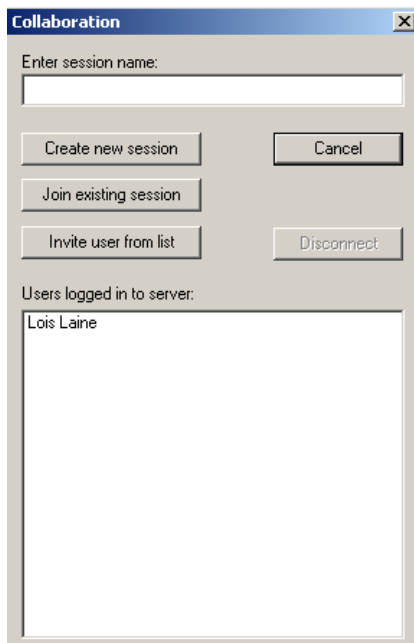 Collaboration
Enter session name:
Create new session
Cancel
Join existing session
Invite user from list
Disconnect
Users logged in to server:
Lois Laine